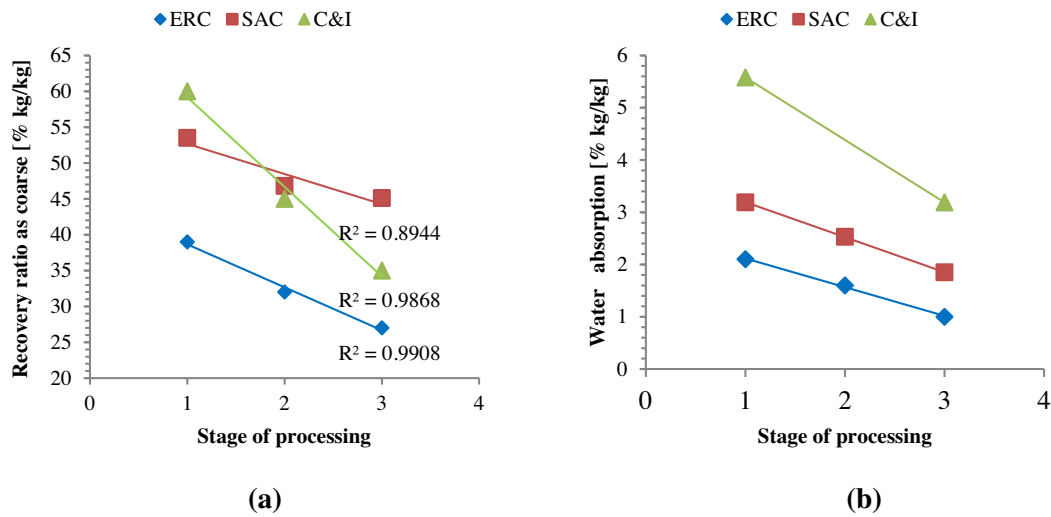 ERC SAC C&I
Recovery ratio as coarse [% kg/kg]
65
60
55
50
45
40
35
30
25
20
R² = 0.8944
R² = 0.9868
R² = 0.9908
0 1 2 3 4
Stage of processing
(a)
ERC SAC C&I
Water absorption [% kg/kg]
6
5
4
3
2
1
0
0 1 2 3 4
Stage of processing
(b)